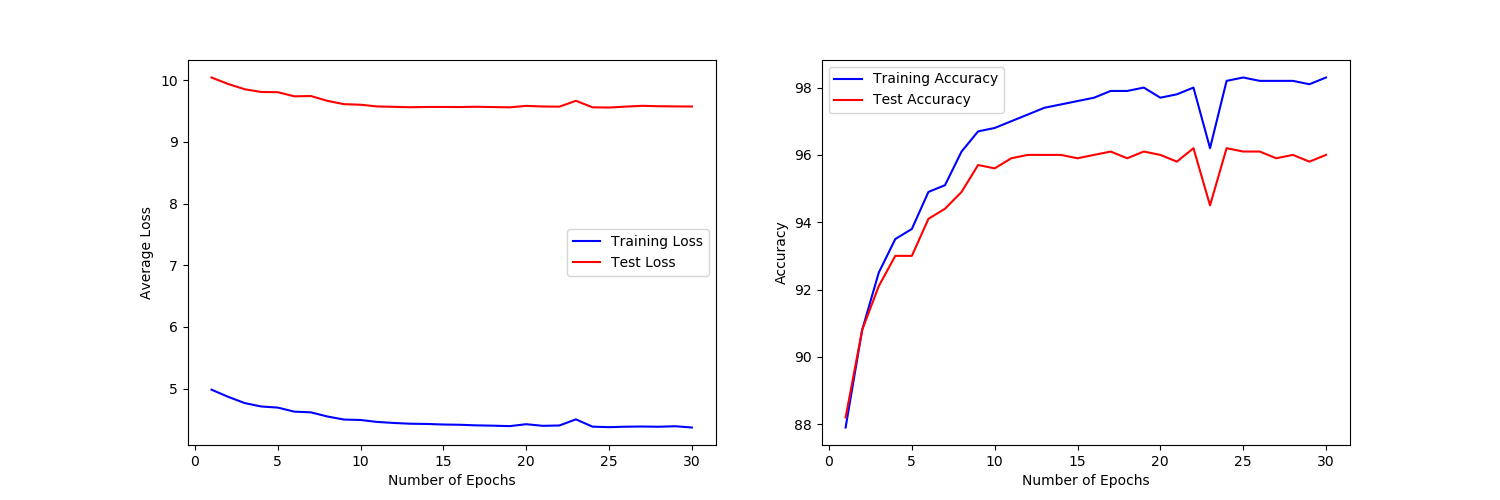 10
9
8
7
6
5
Average Loss
Training Loss
Test Loss
0 5 10 15 20 25 30
Number of Epochs
Training Accuracy
Test Accuracy
98
96
94
92
90
88
Accuracy
0 5 10 15 20 25 30
Number of Epochs